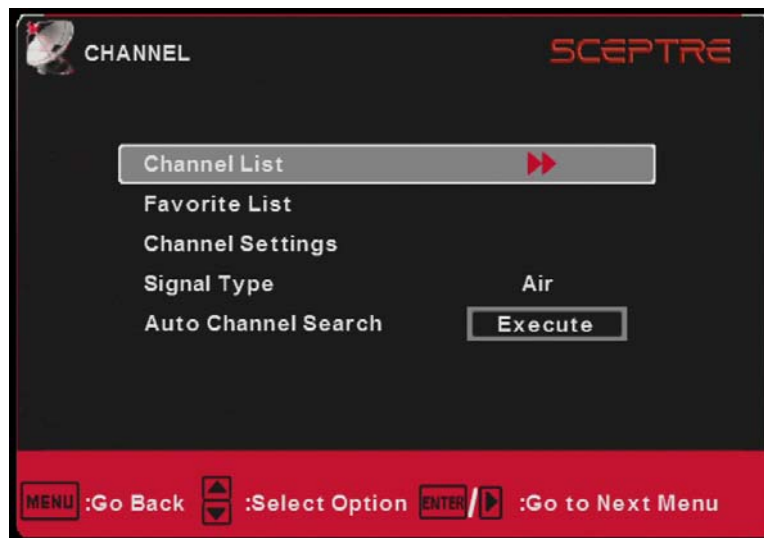 CHANNEL
SCEPTRE
Channel List
Favorite List
Channel Settings
Signal Type Air
Auto Channel Search Execute
MENU :Go Back :Select Option ENTER/ :Go to Next Menu